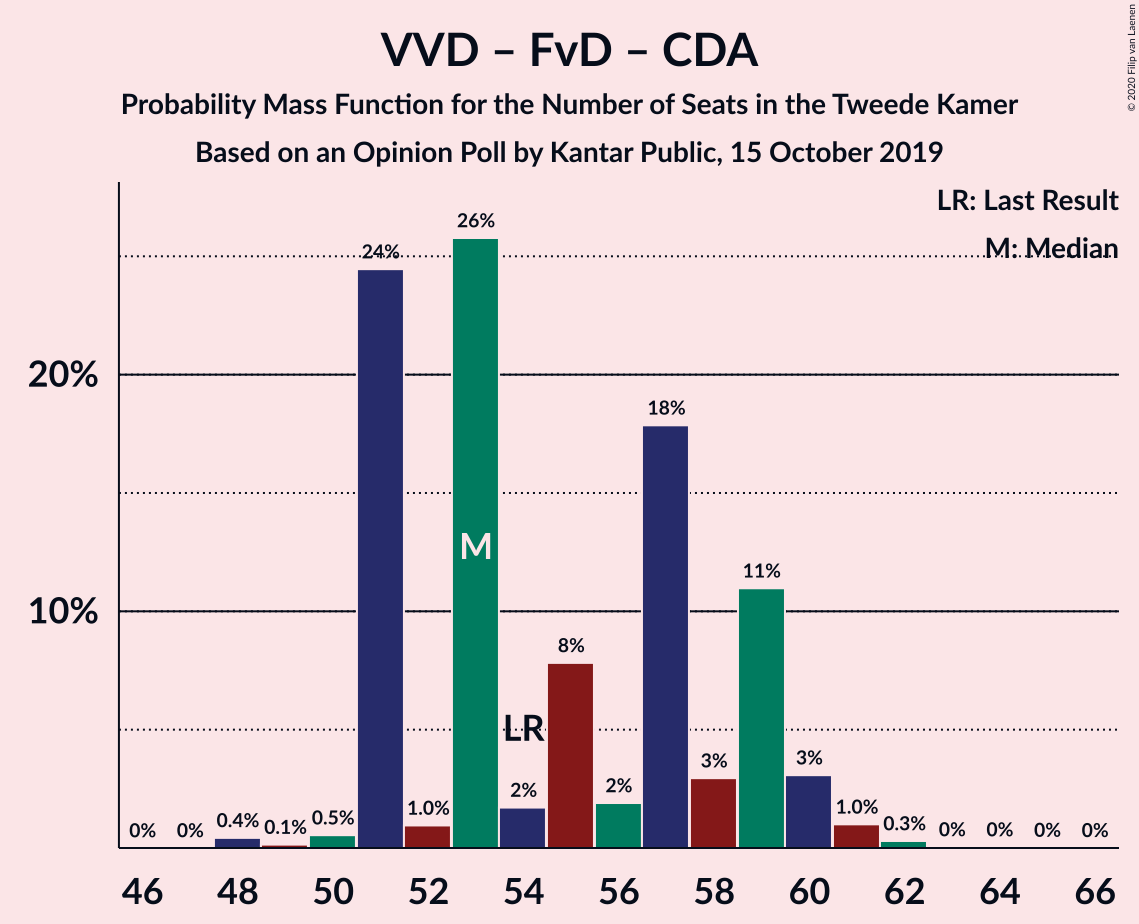 VVD – FvD – CDA
Probability Mass Function for the Number of Seats in the Tweede Kamer
Based on an Opinion Poll by Kantar Public, 15 October 2019
© 2020 Filip van Laenen
LR: Last Result
M: Median
26%
24%
20%
18%
M
11%
10%
8%
LR
3%
3%
2%
2%
0% 0% 0.4% 0.1% 0.5% 1.0% 1.0% 0.3% 0% 0% 0% 0%
46 48 50 52 54 56 58 60 62 64 66